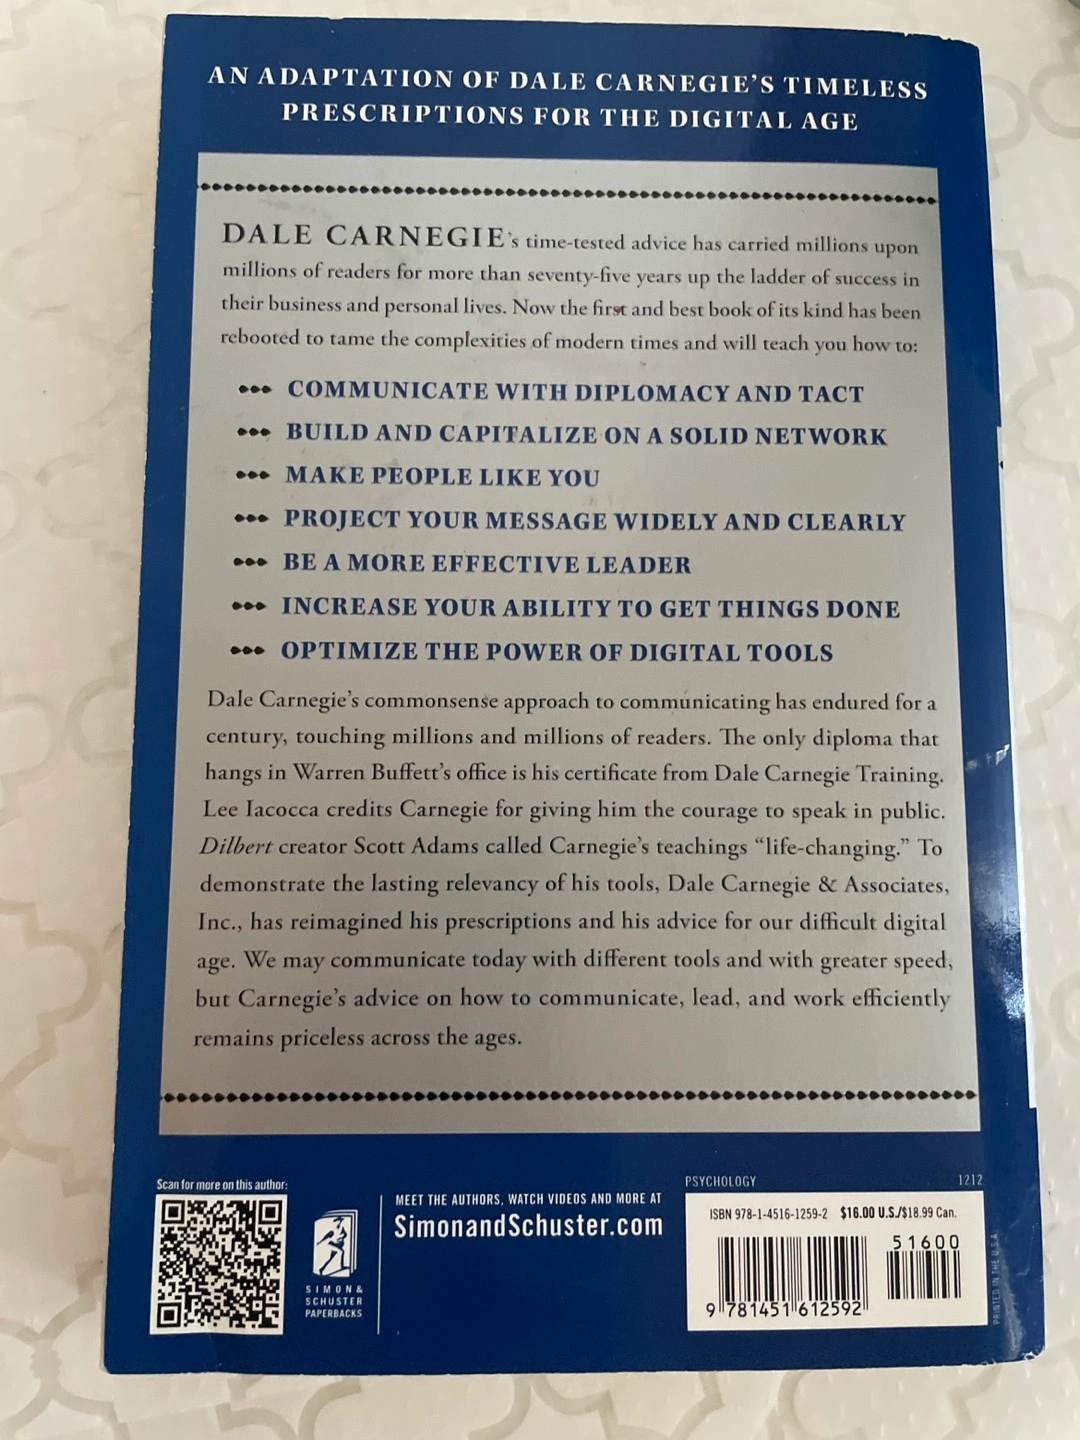 AN ADAPTATION OF DALE CARNEGIE'S TIMELESS
PRESCRIPTIONS FOR THE DIGITAL AGE
DALE CARNEGIE's time-tested advice has carried millions upon
millions of readers for more than seventy-five years up the ladder of success in
their business and personal lives. Now the first and best book of its kind has been
rebooted to tame the complexities of modern times and will teach you how to:
COMMUNICATE WITH DIPLOMACY AND TACT
BUILD AND CAPITALIZE ON A SOLID NETWORK
MAKE PEOPLE LIKE YOU
PROJECT YOUR MESSAGE WIDELY AND CLEARLY
BE A MORE EFFECTIVE LEADER
INCREASE YOUR ABILITY TO GET THINGS DONE
OPTIMIZE THE POWER OF DIGITAL TOOLS
Dale Carnegie's commonsense approach to communicating has endured for a
century, touching millions and millions of readers. The only diploma that
hangs in Warren Buffett's office is his certificate from Dale Carnegie Training.
Lee Iacocca credits Carnegie for giving him the courage to speak in public.
Dilbert creator Scott Adams called Carnegie's teachings “life-changing.” To
demonstrate the lasting relevancy of his tools, Dale Carnegie & Associates,
Inc., has reimagined his prescriptions and his advice for our difficult digital
age. We may communicate today with different tools and with greater speed,
but Carnegie's advice on how to communicate, lead, and work efficiently
remains priceless across the ages.
Scan for more on this author:
SIMON &
SCHUSTER
PAPERBACKS
MEET THE AUTHORS, WATCH VIDEOS AND MORE AT
SimonandSchuster.com
PSYCHOLOGY 1212
ISBN 978-1-4516-1259-2 $16.00 U.S./$18.99 Can.
51600
9 781451 612592
PRINTED IN THE U.S.A.